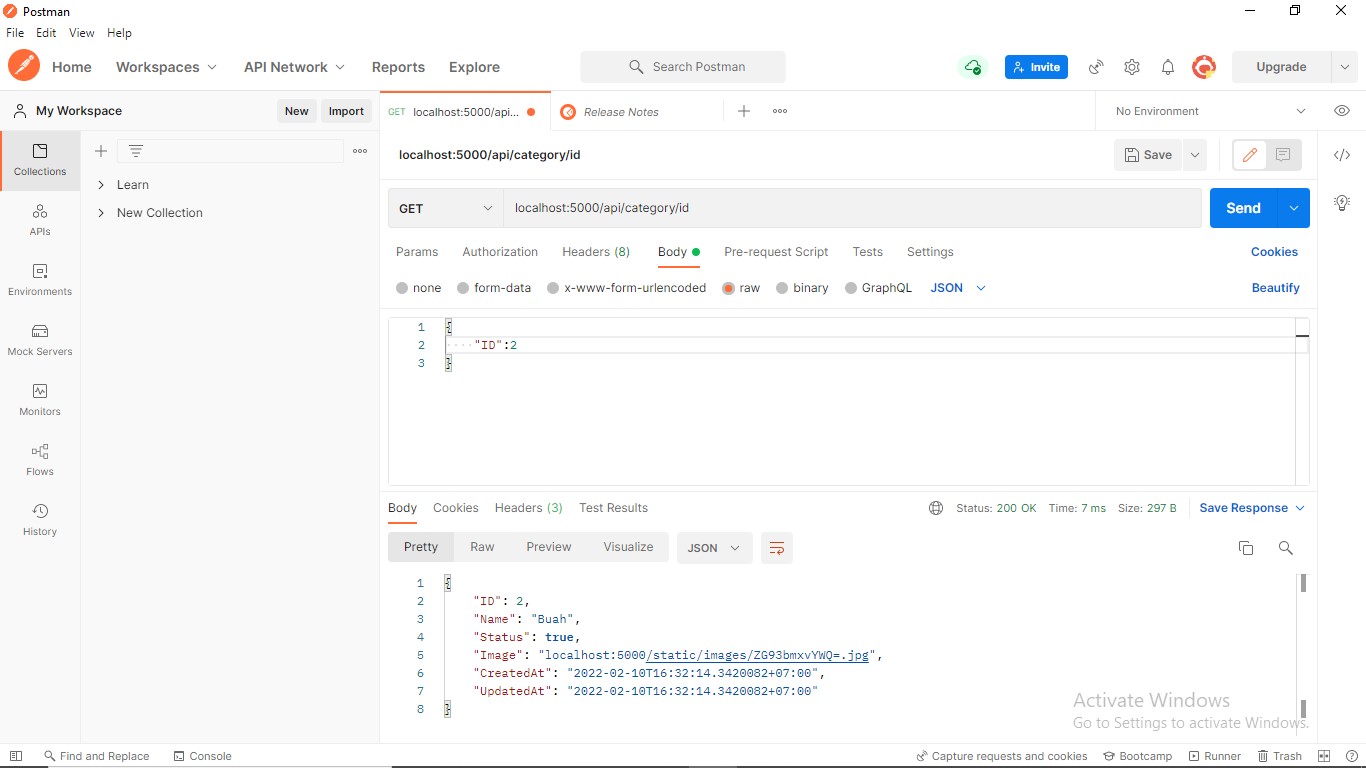 Postman
File Edit View Help
Home Workspaces API Network Reports Explore Search Postman Invite Upgrade
My Workspace New Import GET localhost:5000/api... Release Notes No Environment
Collections
APIs
Environments
Mock Servers
Monitors
Flows
History
Learn
New Collection
localhost:5000/api/category/id Save
GET localhost:5000/api/category/id Send
Params Authorization Headers (8) Body Pre-request Script Tests Settings Cookies
none form-data x-www-form-urlencoded raw binary GraphQL JSON Beautify
1 {
2 ····"ID":2
3 }
Body Cookies Headers (3) Test Results Status: 200 OK Time: 7 ms Size: 297 B Save Response
Pretty Raw Preview Visualize JSON
1 {
2 "ID": 2,
3 "Name": "Buah",
4 "Status": true,
5 "Image": "localhost:5000/static/images/ZG93bmxvYWQ=.jpg",
6 "CreatedAt": "2022-02-10T16:32:14.3420082+07:00",
7 "UpdatedAt": "2022-02-10T16:32:14.3420082+07:00"
8 }
Activate Windows
Go to Settings to activate Windows.
Find and Replace Console Capture requests and cookies Bootcamp Runner Trash